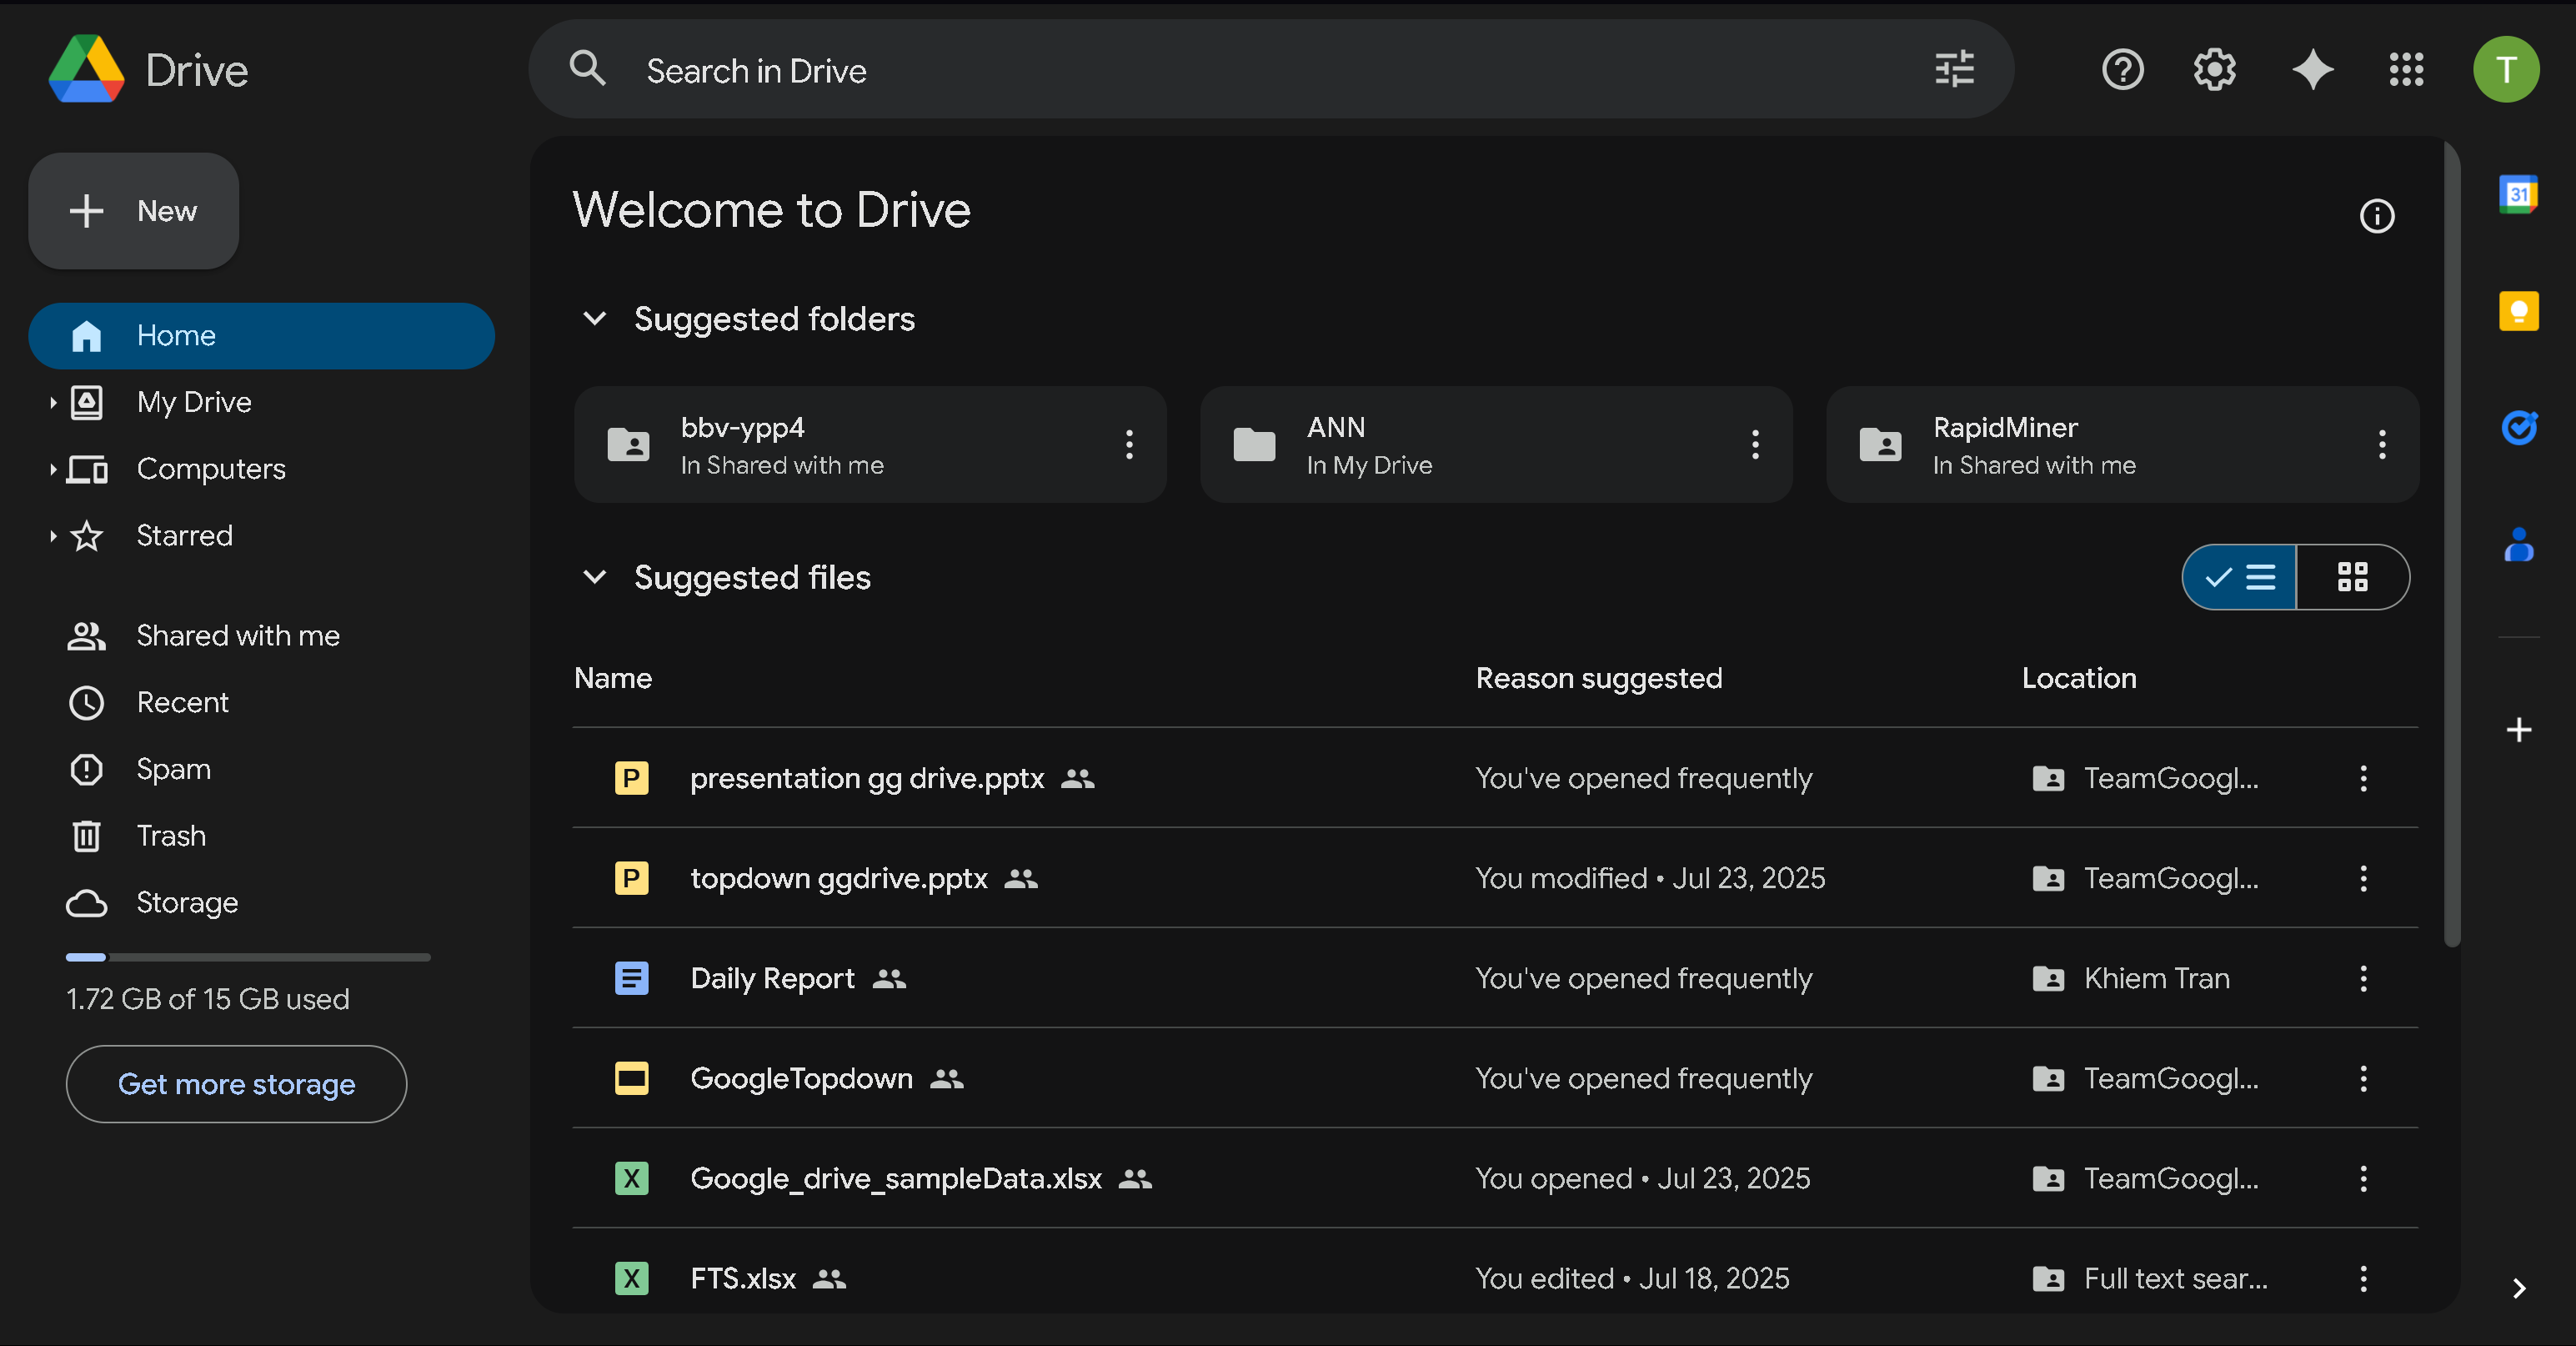 Drive
Search in Drive
T
New
Home
My Drive
Computers
Starred
Shared with me
Recent
Spam
Trash
Storage
1.72 GB of 15 GB used
Get more storage
Welcome to Drive
Suggested folders
bbv-ypp4
In Shared with me
ANN
In My Drive
RapidMiner
In Shared with me
Suggested files
Name Reason suggested Location
P presentation gg drive.pptx You've opened frequently TeamGoogl...
P topdown ggdrive.pptx You modified • Jul 23, 2025 TeamGoogl...
Daily Report You've opened frequently Khiem Tran
GoogleTopdown You've opened frequently TeamGoogl...
X Google_drive_sampleData.xlsx You opened • Jul 23, 2025 TeamGoogl...
X FTS.xlsx You edited • Jul 18, 2025 Full text sear...
31